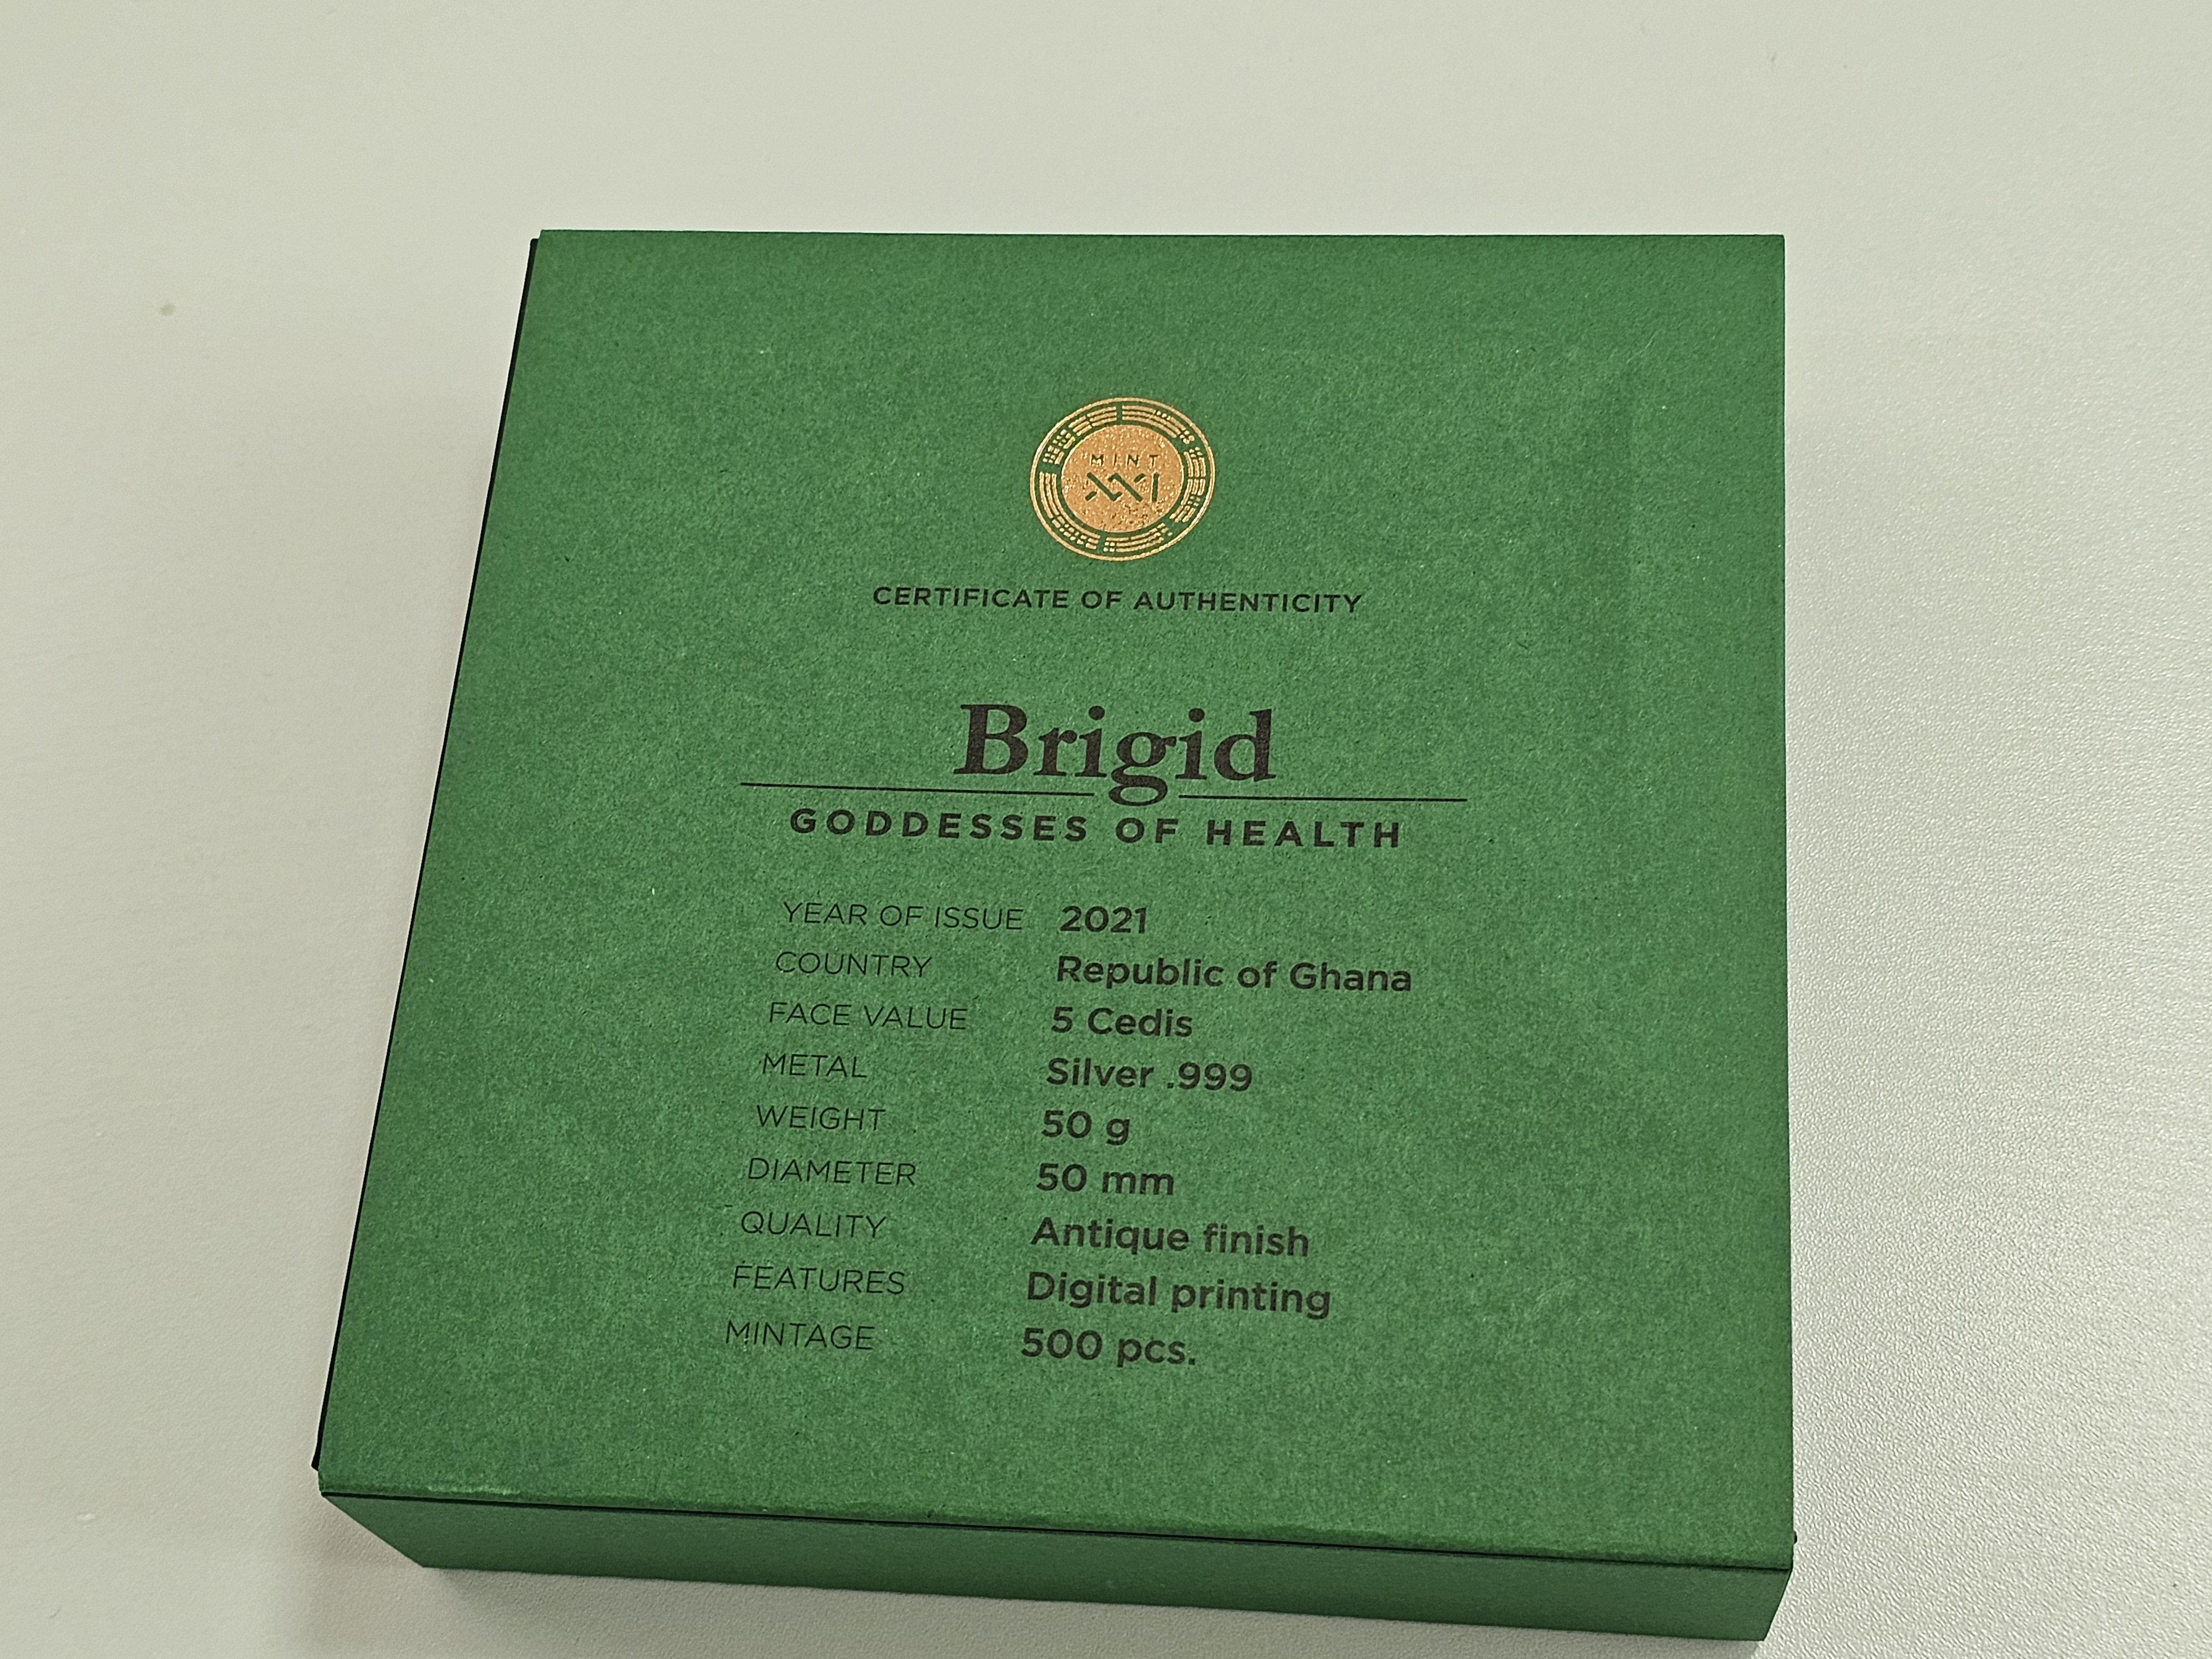 MINT
XXI
CERTIFICATE OF AUTHENTICITY
Brigid
GODDESSES OF HEALTH
YEAR OF ISSUE 2021
COUNTRY Republic of Ghana
FACE VALUE 5 Cedis
METAL Silver .999
WEIGHT 50 g
DIAMETER 50 mm
QUALITY Antique finish
FEATURES Digital printing
MINTAGE 500 pcs.